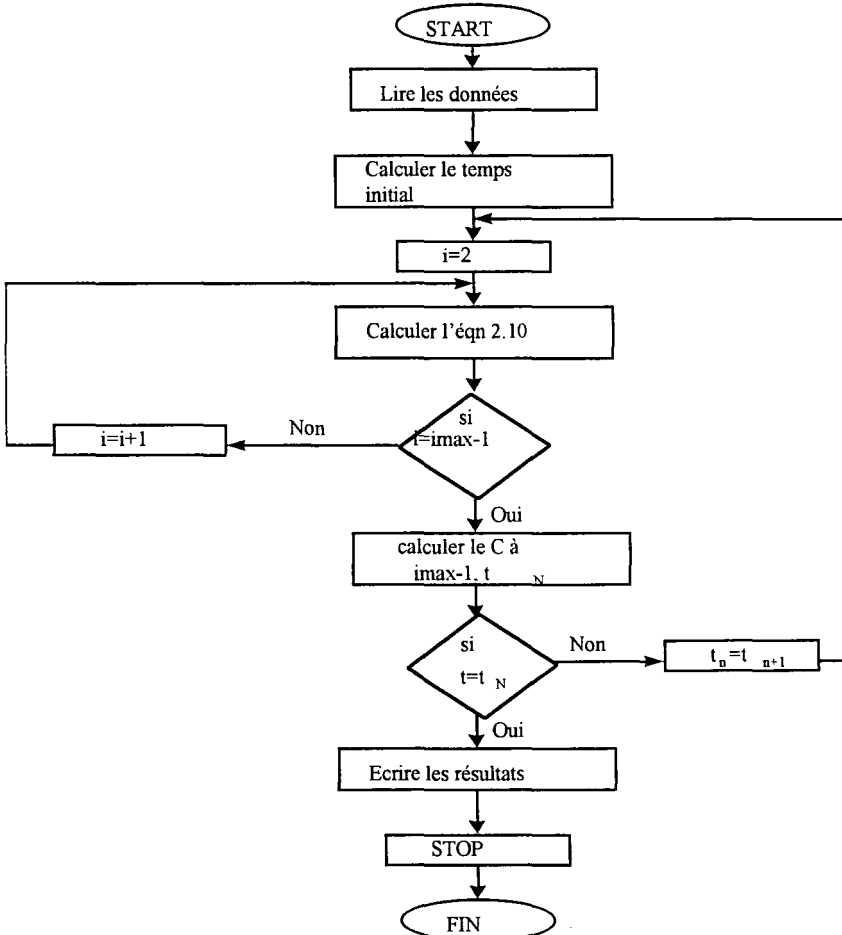 START
Lire les données
Calculer le temps
initial
i=2
Calculer l'éqn 2.10
si
i=imax-1
Non
i=i+1
Oui
calculer le C à
imax-1, t N
si
t=t N
Non
tn=t n+1
Oui
Ecrire les résultats
STOP
FIN